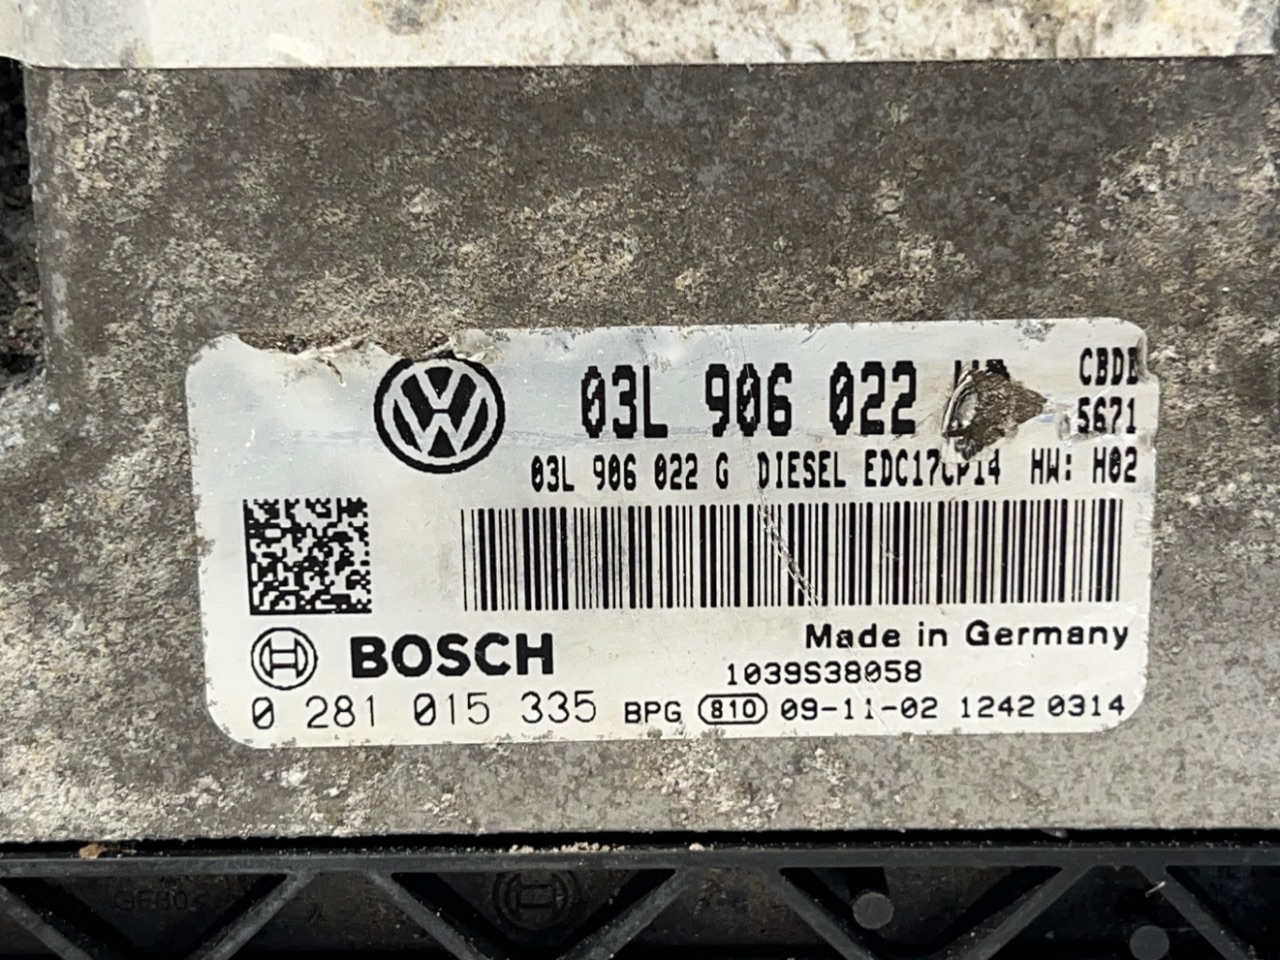 03L 906 022
CBDB
5671
03L 906 022 G DIESEL EDC17CP14 HW: H02
BOSCH
Made in Germany
1039S38058
0 281 015 335 BPG 810 09-11-02 1242 0314